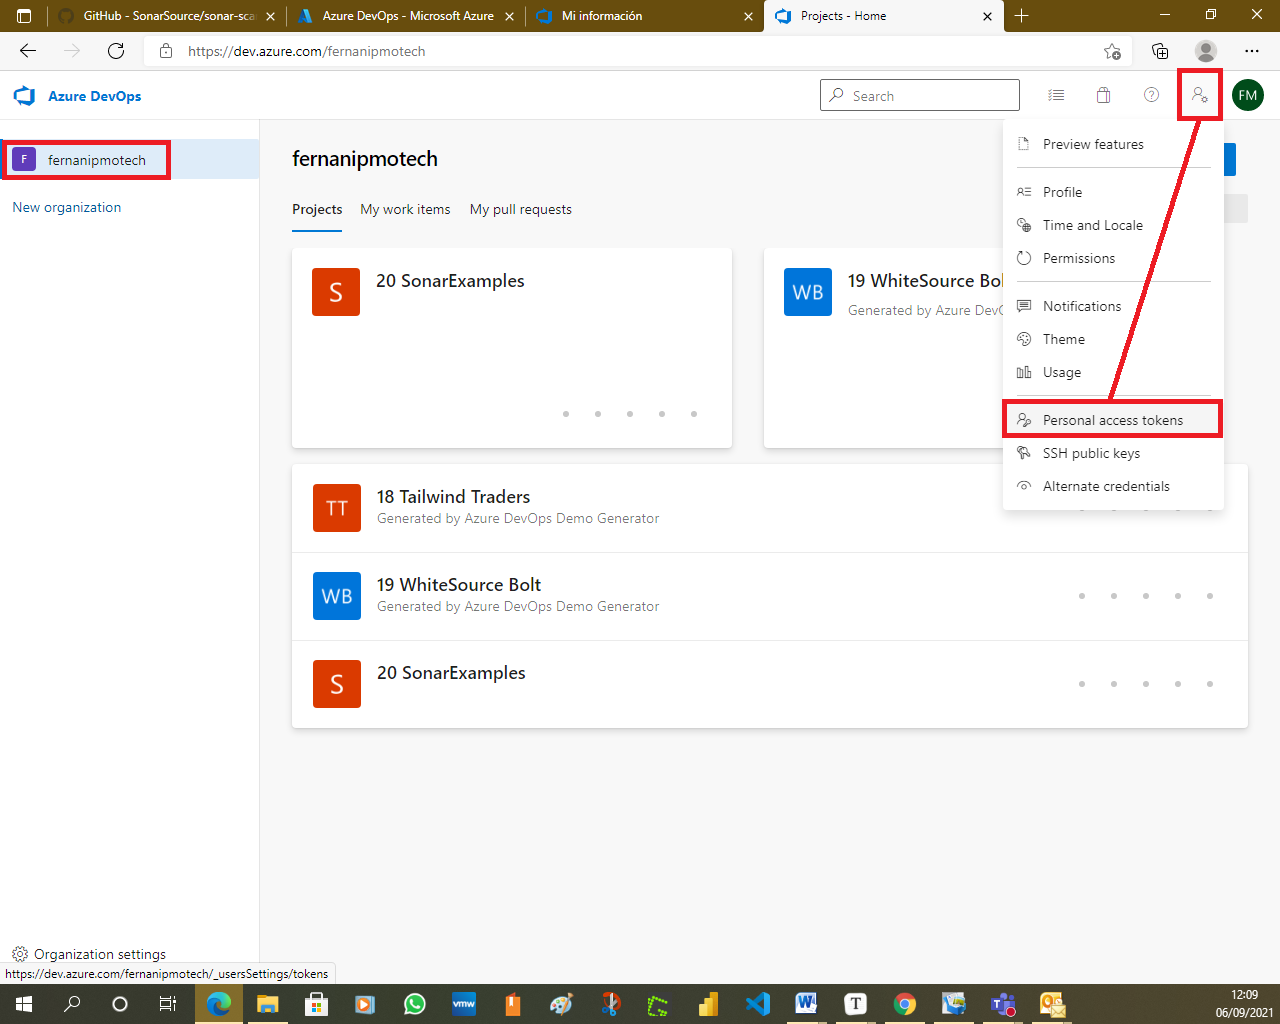 GitHub - SonarSource/sonar-sca
Azure DevOps - Microsoft Azure
Mi información
Projects - Home
https://dev.azure.com/fernanipmotech
Azure DevOps
Search
FM
F
fernanipmotech
New organization
fernanipmotech
Projects
My work items
My pull requests
S
20 SonarExamples
WB
19 WhiteSource Bol
Generated by Azure DevO
Preview features
Profile
Time and Locale
Permissions
Notifications
Theme
Usage
Personal access tokens
SSH public keys
Alternate credentials
TT
18 Tailwind Traders
Generated by Azure DevOps Demo Generator
WB
19 WhiteSource Bolt
Generated by Azure DevOps Demo Generator
S
20 SonarExamples
Organization settings
https://dev.azure.com/fernanipmotech/_usersSettings/tokens
vmw
W
T
12:09
06/09/2021